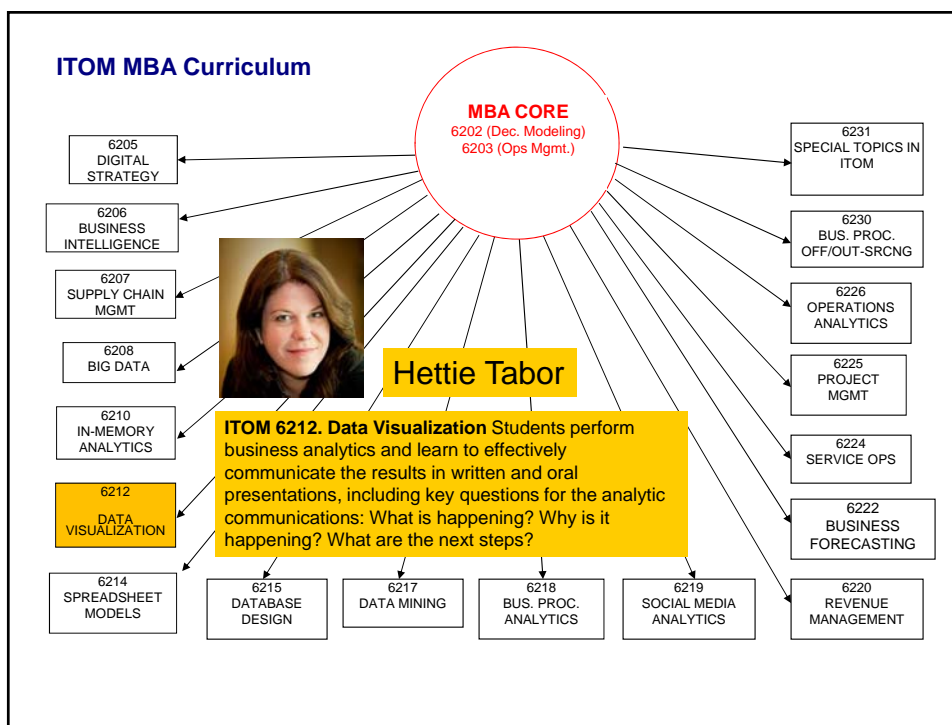 ITOM MBA Curriculum
MBA CORE
6202 (Dec. Modeling)
6203 (Ops Mgmt.)
6205
DIGITAL
STRATEGY
6206
BUSINESS
INTELLIGENCE
6207
SUPPLY CHAIN
MGMT
6208
BIG DATA
6210
IN-MEMORY
ANALYTICS
6212
DATA
VISUALIZATION
6214
SPREADSHEET
MODELS
6215
DATABASE
DESIGN
6217
DATA MINING
6218
BUS. PROC.
ANALYTICS
6219
SOCIAL MEDIA
ANALYTICS
6220
REVENUE
MANAGEMENT
6222
BUSINESS
FORECASTING
6224
SERVICE OPS
6225
PROJECT
MGMT
6226
OPERATIONS
ANALYTICS
6230
BUS. PROC.
OFF/OUT-SRCNG
6231
SPECIAL TOPICS IN
ITOM
Hettie Tabor
ITOM 6212. Data Visualization Students perform
business analytics and learn to effectively
communicate the results in written and oral
presentations, including key questions for the analytic
communications: What is happening? Why is it
happening? What are the next steps?